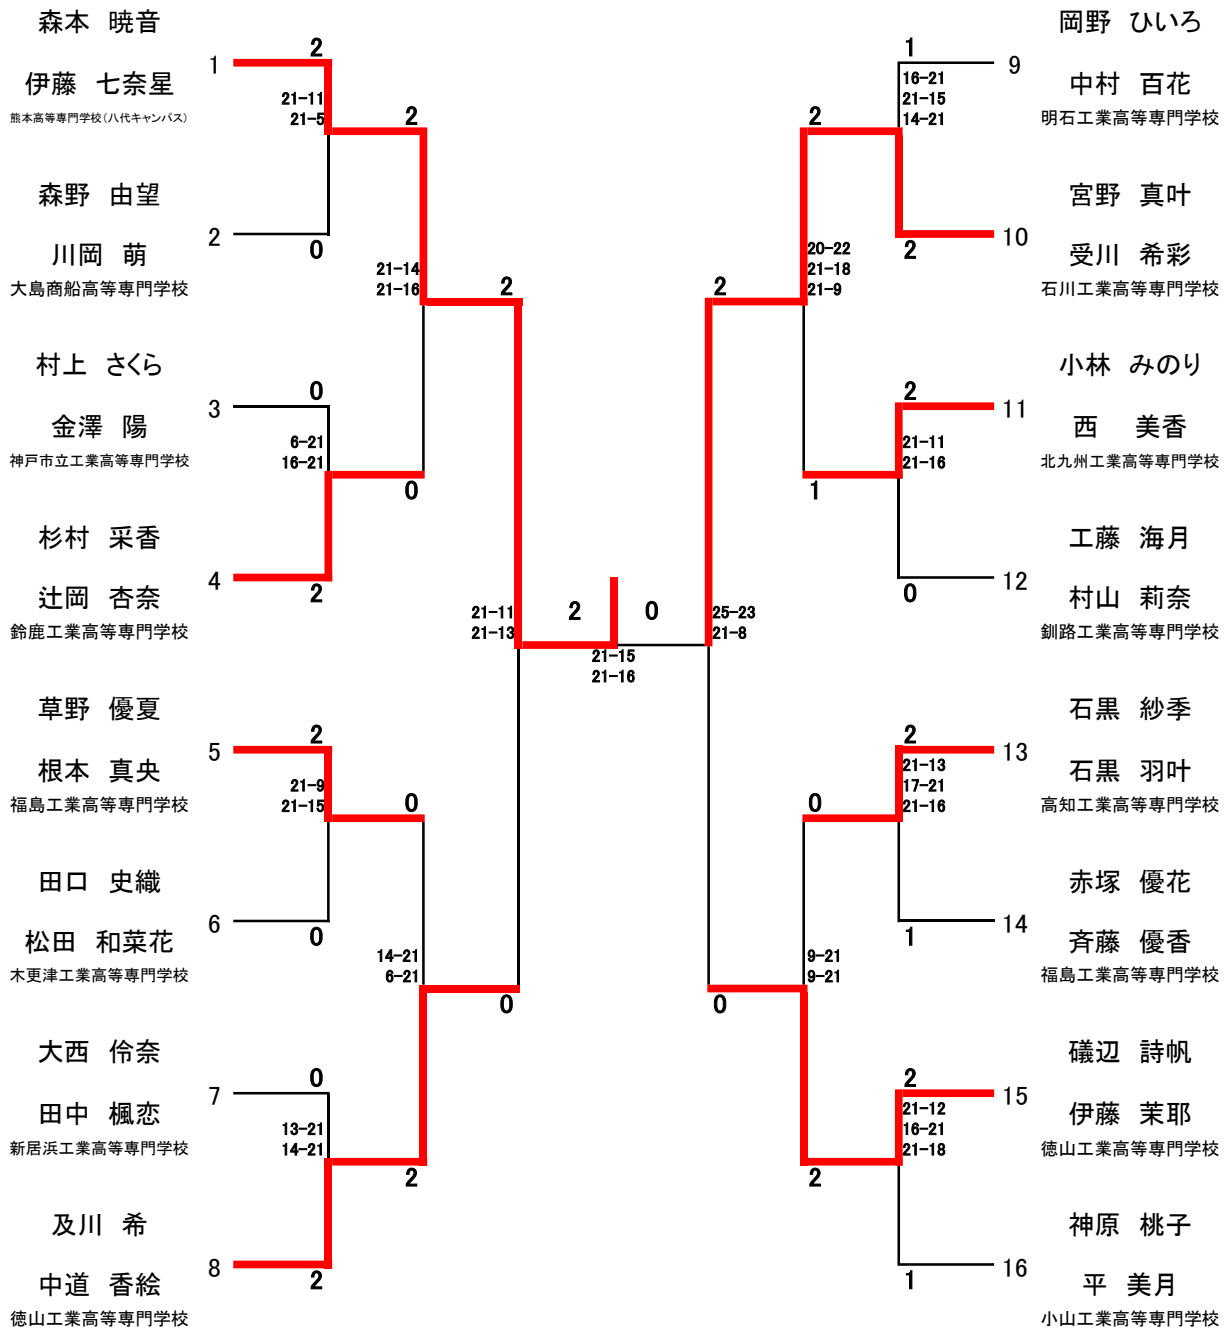 森本 暁音
1
伊藤 七奈星
熊本高等専門学校(八代キャンパス)
2
21-11
21-5
森野 由望
2
川岡 萌
大島商船高等専門学校
0
2
21-14
21-16
村上 さくら
3
金澤 陽
神戸市立工業高等専門学校
0
6-21
16-21
0
杉村 采香
4
辻岡 杏奈
鈴鹿工業高等専門学校
2
2
21-11
21-13
草野 優夏
5
根本 真央
福島工業高等専門学校
2
21-9
21-15
0
田口 史織
6
松田 和菜花
木更津工業高等専門学校
0
14-21
6-21
0
大西 伶奈
7
田中 楓恋
新居浜工業高等専門学校
0
13-21
14-21
2
及川 希
8
中道 香絵
徳山工業高等専門学校
2
2 0
21-15
21-16
岡野 ひいろ
9
中村 百花
明石工業高等専門学校
1
16-21
21-15
14-21
2
宮野 真叶
10
受川 希彩
石川工業高等専門学校
2
20-22
21-18
21-9
2
小林 みのり
11
西 美香
北九州工業高等専門学校
2
21-11
21-16
1
工藤 海月
12
村山 莉奈
釧路工業高等専門学校
0
25-23
21-8
石黒 紗季
13
石黒 羽叶
高知工業高等専門学校
2
21-13
17-21
21-16
0
赤塚 優花
14
斉藤 優香
福島工業高等専門学校
1
9-21
9-21
0
礒辺 詩帆
15
伊藤 茉耶
徳山工業高等専門学校
2
21-12
16-21
21-18
2
神原 桃子
16
平 美月
小山工業高等専門学校
1